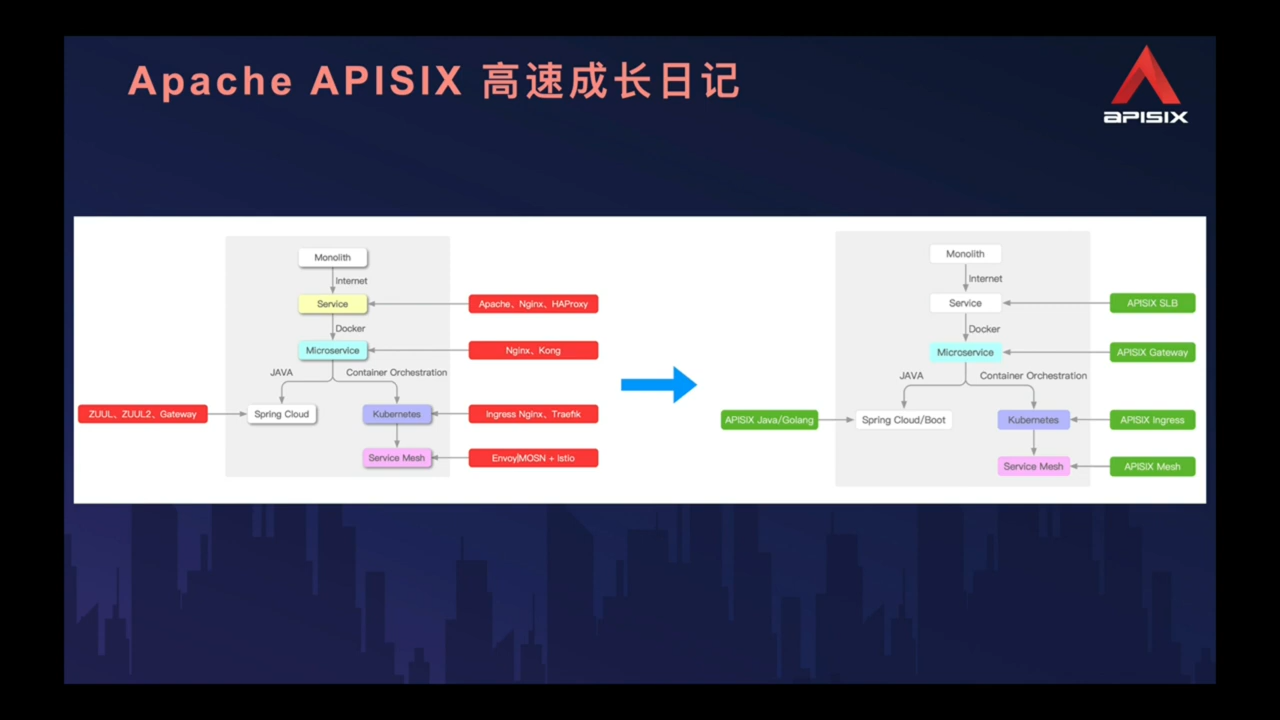 Apache APISIX 高速成长日记
APISIX
Monolith
Internet
Service
Apache、Nginx、HAProxy
Docker
Microservice
Nginx、Kong
JAVA
Container Orchestration
ZUUL、ZUUL2、Gateway
Spring Cloud
Kubernetes
Ingress Nginx、Traefik
Service Mesh
Envoy|MOSN + Istio
Monolith
Internet
Service
APISIX SLB
Docker
Microservice
APISIX Gateway
JAVA
Container Orchestration
APISIX Java/Golang
Spring Cloud/Boot
Kubernetes
APISIX Ingress
Service Mesh
APISIX Mesh